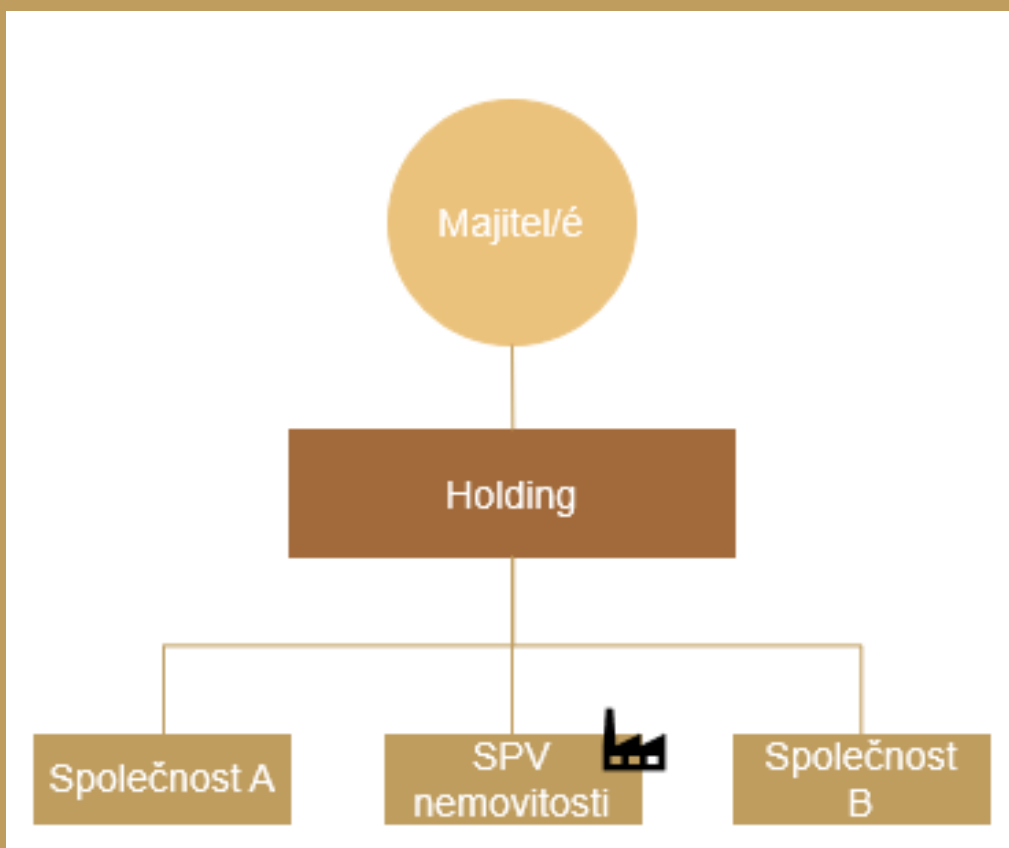 Majitel/é
Holding
Společnost A
SPV
nemovitosti
Společnost
B